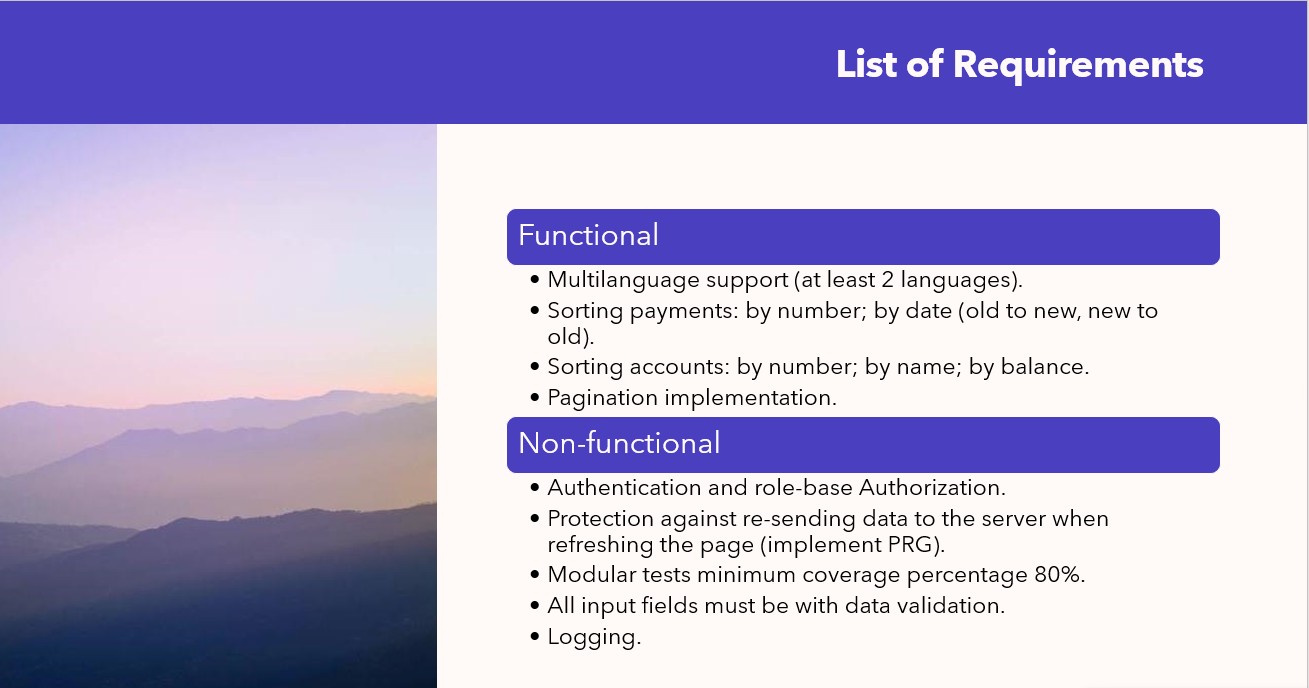 List of Requirements
Functional
• Multilanguage support (at least 2 languages).
• Sorting payments: by number; by date (old to new, new to
old).
• Sorting accounts: by number; by name; by balance.
• Pagination implementation.
Non-functional
• Authentication and role-base Authorization.
• Protection against re-sending data to the server when
refreshing the page (implement PRG).
• Modular tests minimum coverage percentage 80%.
• All input fields must be with data validation.
• Logging.